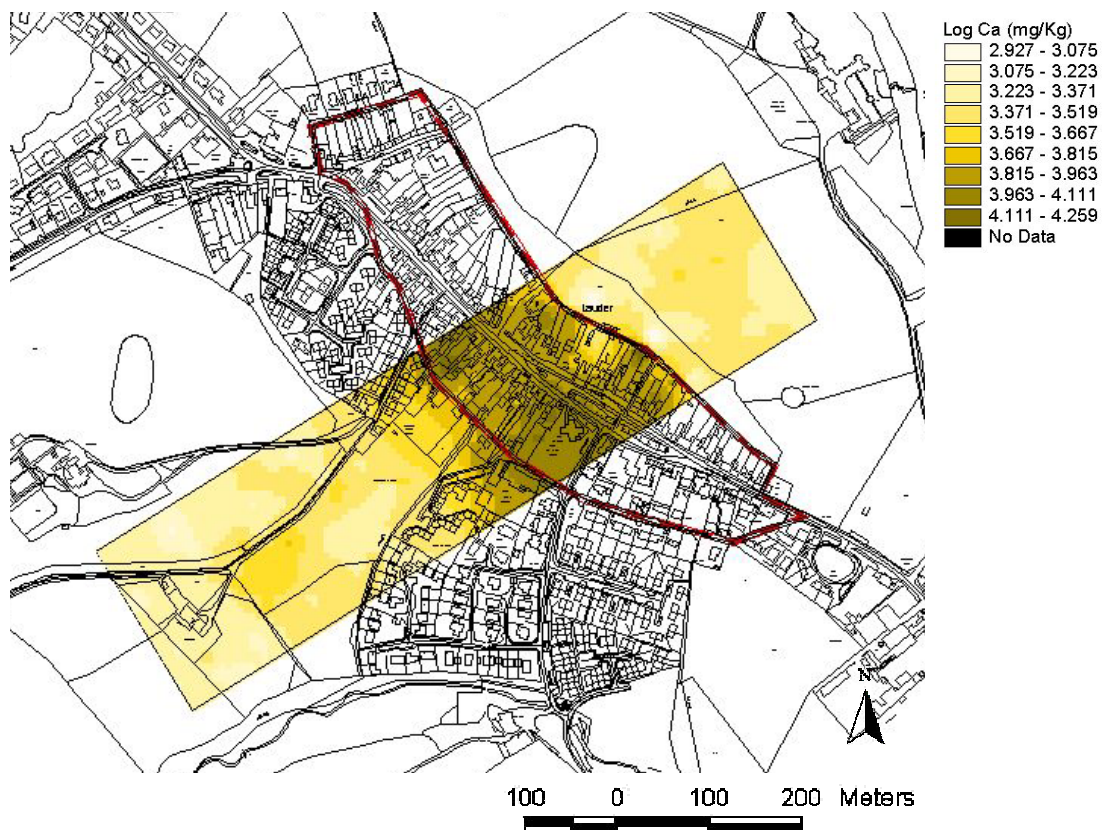 Log Ca (mg/Kg)
2.927 - 3.075
3.075 - 3.223
3.223 - 3.371
3.371 - 3.519
3.519 - 3.667
3.667 - 3.815
3.815 - 3.963
3.963 - 4.111
4.111 - 4.259
No Data
Lauder
N
100 0 100 200 Meters